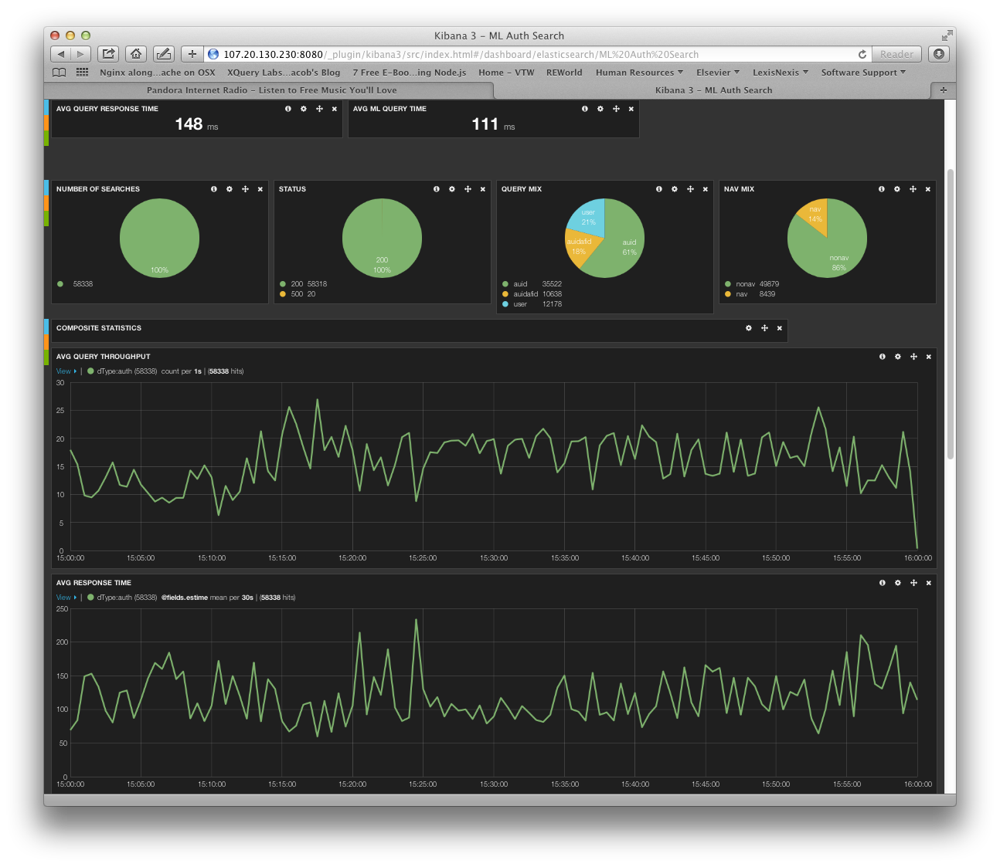 Kibana 3 – ML Auth Search
107.20.130.230:8080/_plugin/kibana3/src/index.html#/dashboard/elasticsearch/ML%20Auth%20Search
Reader
Nginx along...ache on OSX XQuery Labs...acob's Blog 7 Free E-Boo...ing Node.js Home – VTW REWorld Human Resources Elsevier LexisNexis Software Support
Pandora Internet Radio – Listen to Free Music You'll Love Kibana 3 – ML Auth Search
AVG QUERY RESPONSE TIME AVG ML QUERY TIME
148 ms 111 ms
NUMBER OF SEARCHES STATUS QUERY MIX NAV MIX
100%
58338
200
100%
200 58318
500 20
user
21%
auidafid
18%
auid
61%
auid 35522
auidafid 10638
user 12178
nav
14%
nonav
86%
nonav 49879
nav 8439
COMPOSITE STATISTICS
AVG QUERY THROUGHPUT
View | dType:auth (58338) count per 1s | (58338 hits)
30
25
20
15
10
5
0
15:00:00 15:05:00 15:10:00 15:15:00 15:20:00 15:25:00 15:30:00 15:35:00 15:40:00 15:45:00 15:50:00 15:55:00 16:00:00
AVG RESPONSE TIME
View | dType:auth (58338) @fields.estime mean per 30s | (58338 hits)
250
200
150
100
50
0
15:00:00 15:05:00 15:10:00 15:15:00 15:20:00 15:25:00 15:30:00 15:35:00 15:40:00 15:45:00 15:50:00 15:55:00 16:00:00